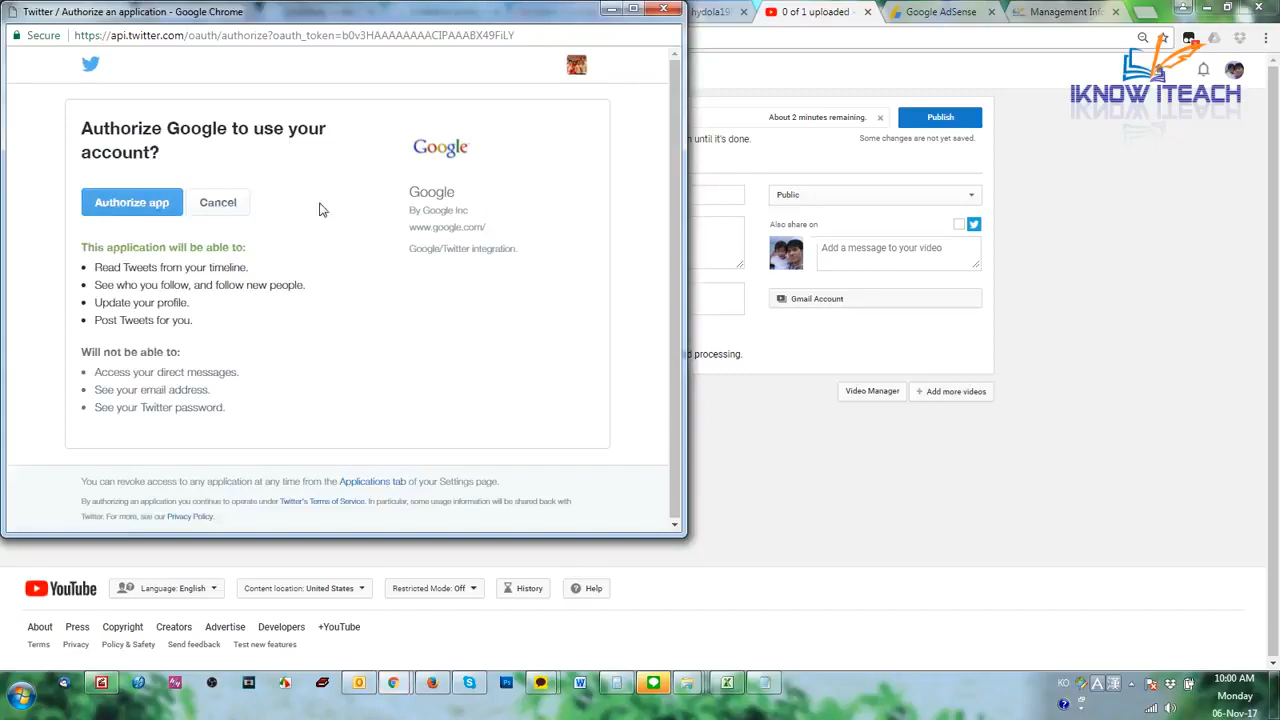 Twitter / Authorize an application - Google Chrome
Secure
https://api.twitter.com/oauth/authorize?oauth_token=b0v3HAAAAAAACIPAAABX49FiLY
hydola19
0 of 1 uploaded
Google AdSense
Management Info
IKNOW ITEACH
Authorize Google to use your
account?
Authorize app
Cancel
Google
Google
By Google Inc
www.google.com/
Google/Twitter integration.
This application will be able to:
Read Tweets from your timeline.
See who you follow, and follow new people.
Update your profile.
Post Tweets for you.
Will not be able to:
Access your direct messages.
See your email address.
See your Twitter password.
You can revoke access to any application at any time from the Applications tab of your Settings page.
By authorizing an application you continue to operate under Twitter's Terms of Service. In particular, some usage information will be shared back with
Twitter. For more, see our Privacy Policy.
About 2 minutes remaining.
Publish
n until it's done.
Some changes are not yet saved.
Public
Also share on
Add a message to your video
Gmail Account
d processing.
Video Manager
+ Add more videos
YouTube
Language: English
Content location: United States
Restricted Mode: Off
History
Help
About
Press
Copyright
Creators
Advertise
Developers
+YouTube
Terms
Privacy
Policy & Safety
Send feedback
Test new features
KO
A
漢
10:00 AM
Monday
06-Nov-17